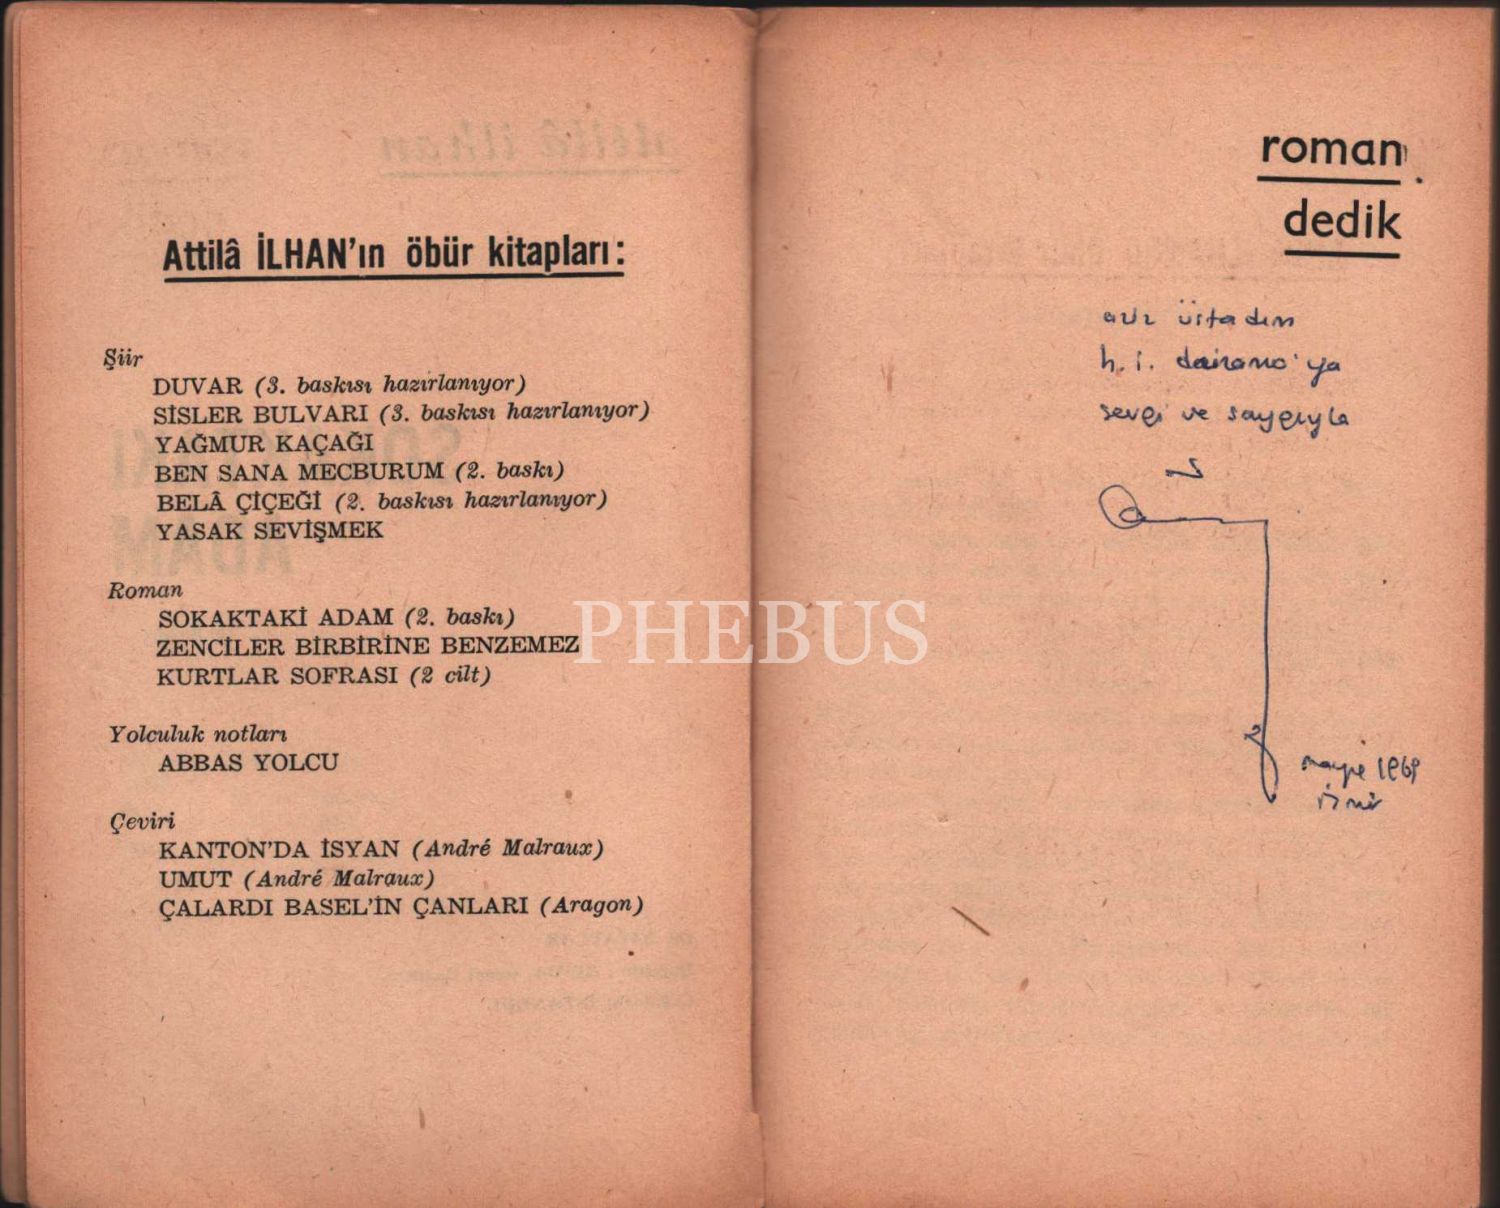 Attilâ İLHAN'ın öbür kitapları:
Şiir
DUVAR (3. baskısı hazırlanıyor)
SİSLER BULVARI (3. baskısı hazırlanıyor)
YAĞMUR KAÇAĞI
BEN SANA MECBURUM (2. baskı)
BELÂ ÇİÇEĞİ (2. baskısı hazırlanıyor)
YASAK SEVİŞMEK
Roman
SOKAKTAKİ ADAM (2. baskı)
ZENCİLER BİRBİRİNE BENZEMEZ
KURTLAR SOFRASI (2 cilt)
Yolculuk notları
ABBAS YOLCU
Çeviri
KANTON'DA İSYAN (André Malraux)
UMUT (André Malraux)
ÇALARDI BASEL'İN ÇANLARI (Aragon)
roman
dedik
aziz üstadım
h. i. dinamo'ya
sevgi ve saygıyla
1969
izmir
PHEBUS